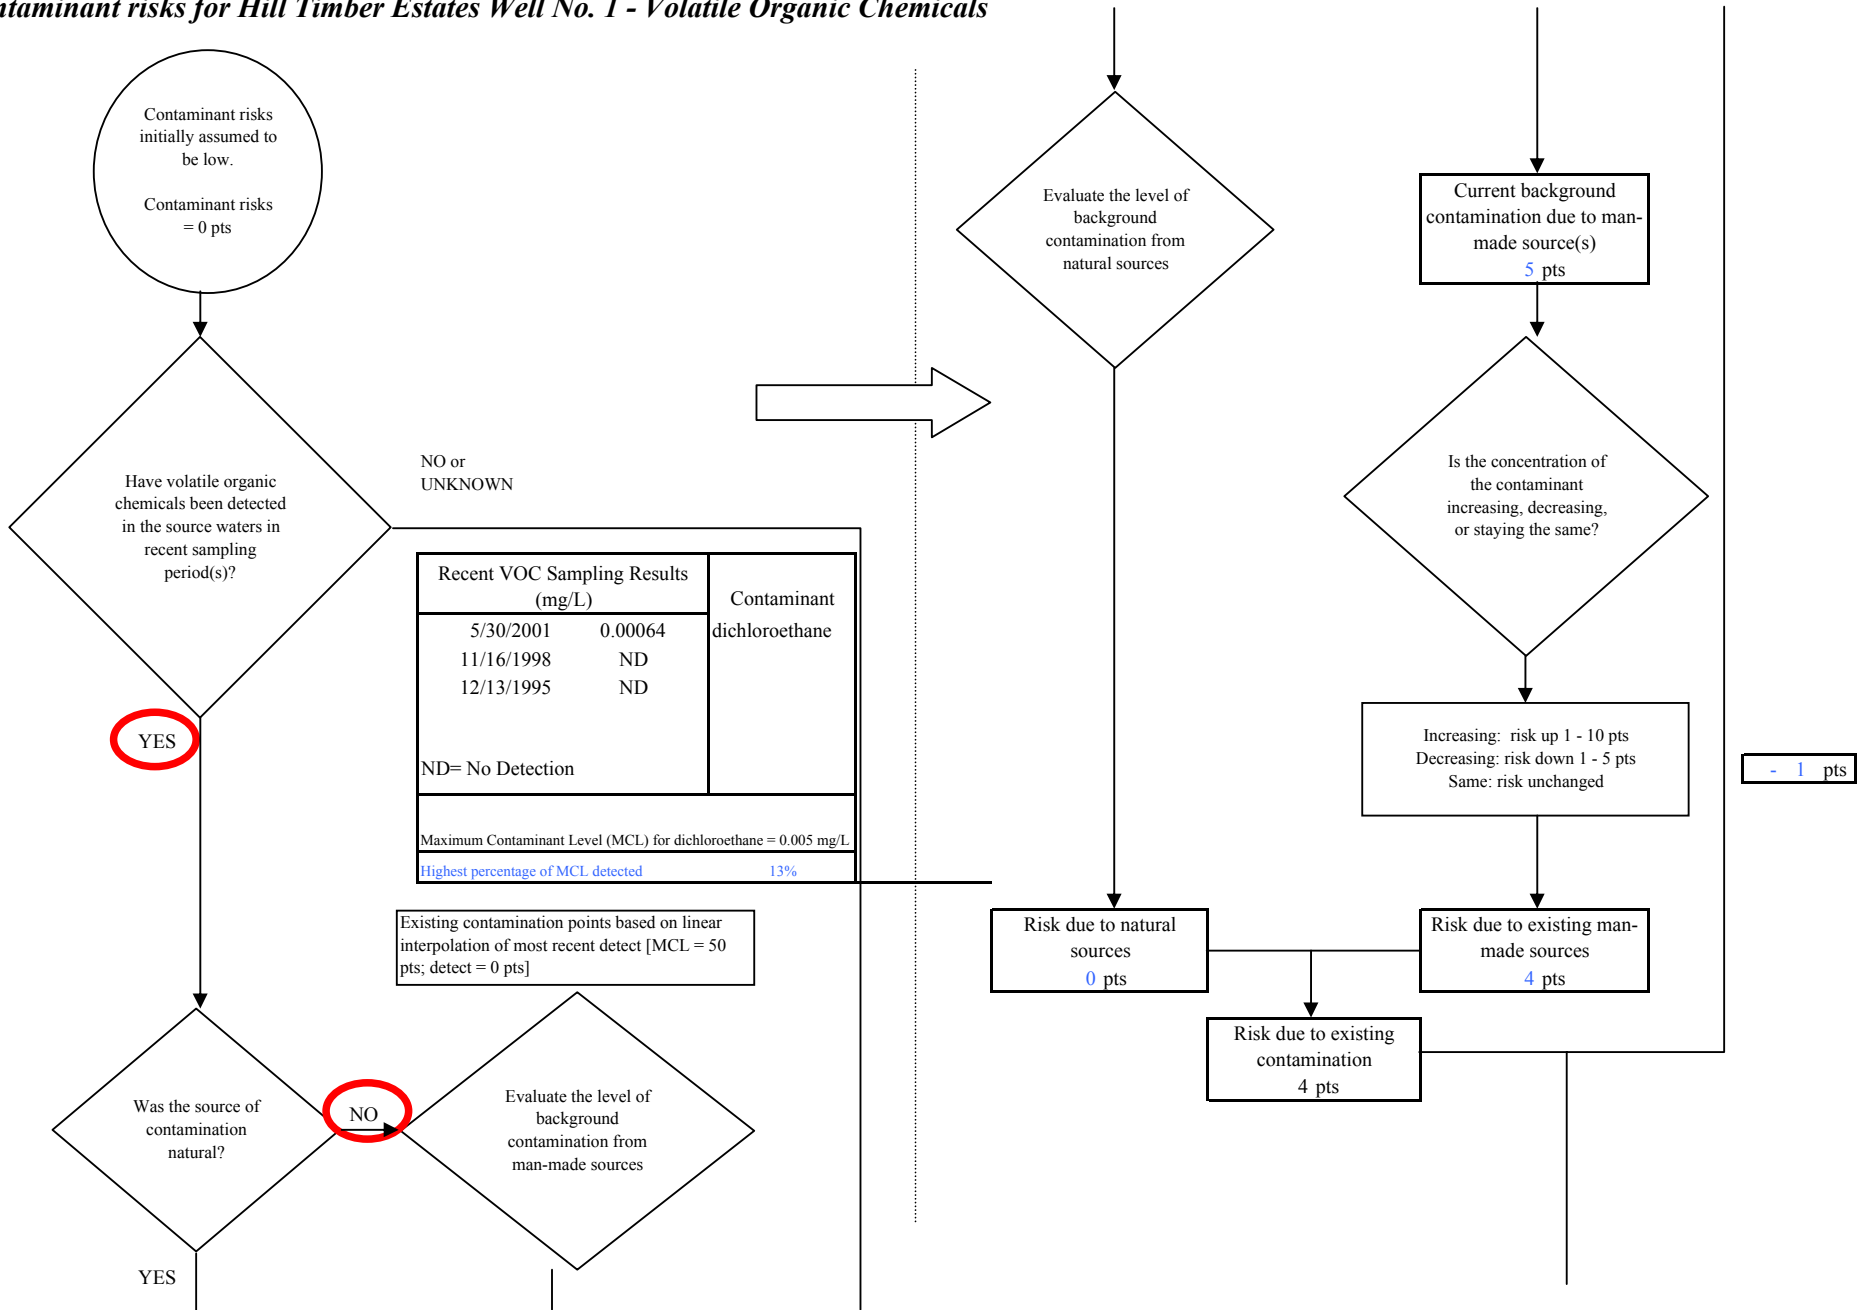 ntaminant risks for Hill Timber Estates Well No. 1 - Volatile Organic Chemicals
Contaminant risks
initially assumed to
be low.
Contaminant risks
= 0 pts
Have volatile organic
chemicals been detected
in the source waters in
recent sampling
period(s)?
NO or
UNKNOWN
YES
Recent VOC Sampling Results
(mg/L)
Contaminant
5/30/2001 0.00064 dichloroethane
11/16/1998 ND
12/13/1995 ND
ND= No Detection
Maximum Contaminant Level (MCL) for dichloroethane = 0.005 mg/L
Highest percentage of MCL detected 13%
Existing contamination points based on linear
interpolation of most recent detect [MCL = 50
pts; detect = 0 pts]
Was the source of
contamination
natural?
NO
YES
Evaluate the level of
background
contamination from
man-made sources
Evaluate the level of
background
contamination from
natural sources
Current background
contamination due to man-
made source(s)
5 pts
Is the concentration of
the contaminant
increasing, decreasing,
or staying the same?
Increasing: risk up 1 - 10 pts
Decreasing: risk down 1 - 5 pts
Same: risk unchanged
- 1 pts
Risk due to natural
sources
0 pts
Risk due to existing man-
made sources
4 pts
Risk due to existing
contamination
4 pts